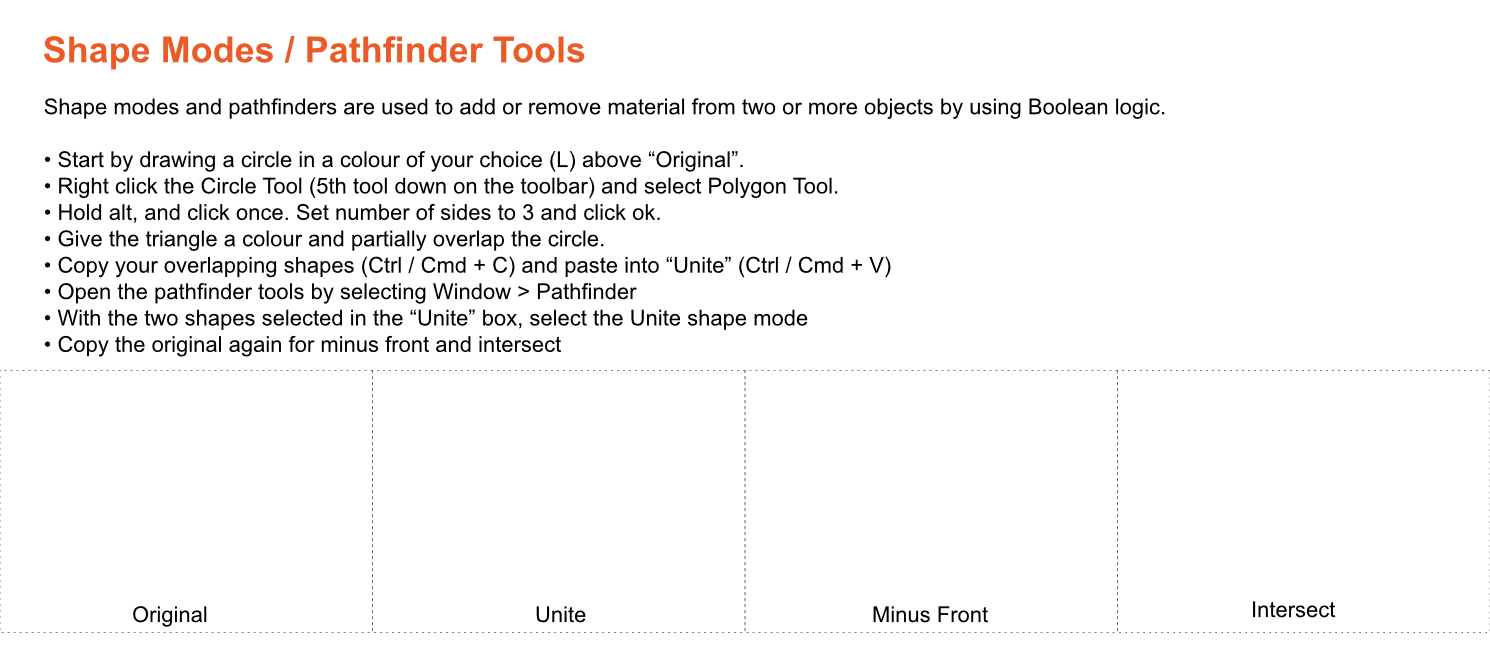 Shape Modes / Pathfinder Tools
Shape modes and pathfinders are used to add or remove material from two or more objects by using Boolean logic.
• Start by drawing a circle in a colour of your choice (L) above “Original”.
• Right click the Circle Tool (5th tool down on the toolbar) and select Polygon Tool.
• Hold alt, and click once. Set number of sides to 3 and click ok.
• Give the triangle a colour and partially overlap the circle.
• Copy your overlapping shapes (Ctrl / Cmd + C) and paste into “Unite” (Ctrl / Cmd + V)
• Open the pathfinder tools by selecting Window > Pathfinder
• With the two shapes selected in the “Unite” box, select the Unite shape mode
• Copy the original again for minus front and intersect
Original
Unite
Minus Front
Intersect